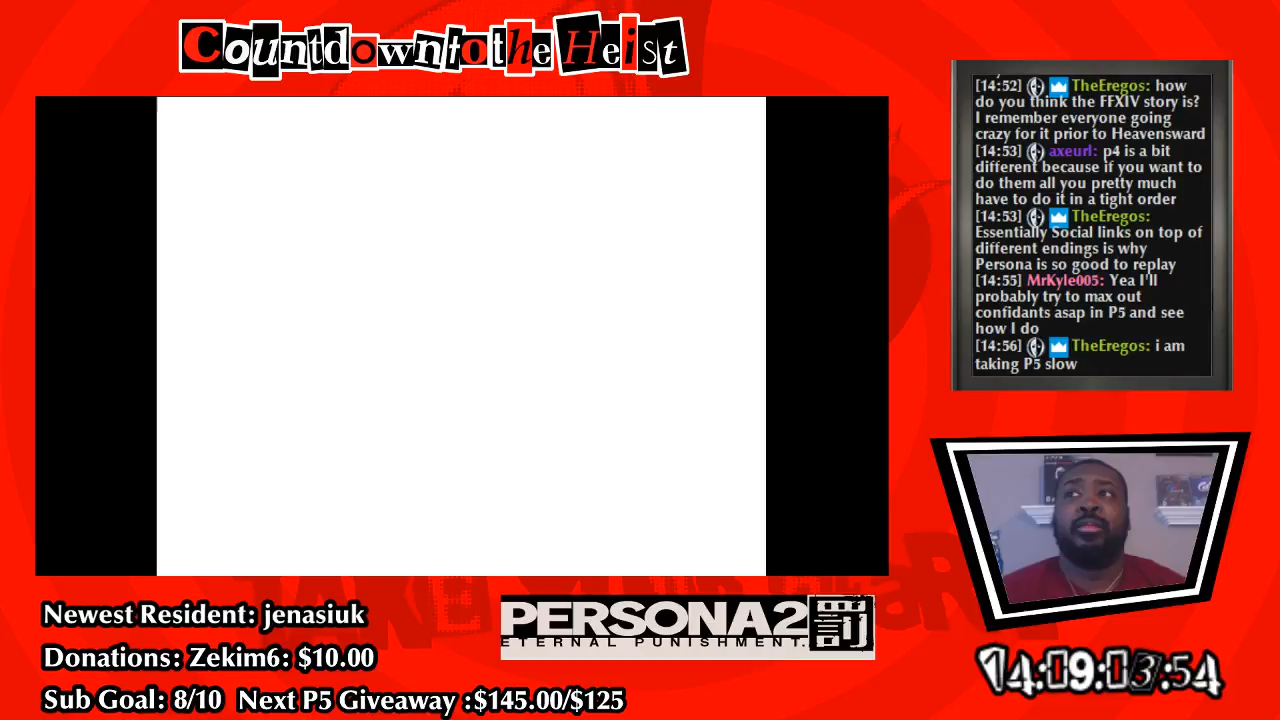 CountdowntotheHeist
[14:52] TheEregos: how
do you think the FFXIV story is?
I remember everyone going
crazy for it prior to Heavensward
[14:53] axeurl: p4 is a bit
different because if you want to
do them all you pretty much
have to do it in a tight order
[14:53] TheEregos:
Essentially Social links on top of
different endings is why
Persona is so good to replay
[14:55] MrKyle005: Yea I'll
probably try to max out
confidants asap in P5 and see
how I do
[14:56] TheEregos: i am
taking P5 slow
Newest Resident: jenasiuk
Donations: Zekim6: $10.00
Sub Goal: 8/10 Next P5 Giveaway :$145.00/$125
PERSONA2罰
ETERNAL PUNISHMENT.
14:09:03:54